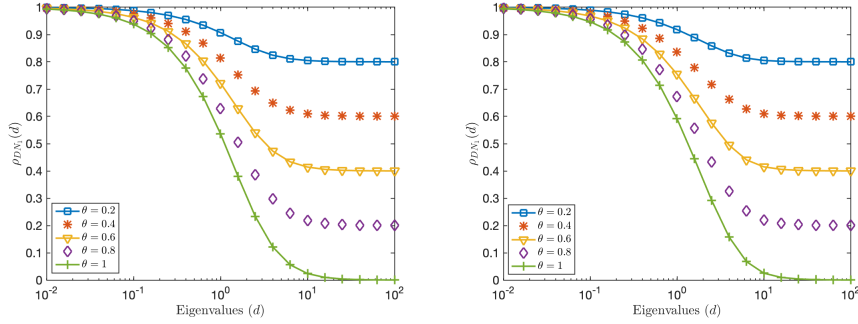 1
0.9
0.8
0.7
0.6
0.5
0.4
0.3
0.2
0.1
0
ρ_{DN_1}(d)
θ = 0.2
θ = 0.4
θ = 0.6
θ = 0.8
θ = 1
10^{-2} 10^{-1} 10^{0} 10^{1} 10^{2}
Eigenvalues (d)
1
0.9
0.8
0.7
0.6
0.5
0.4
0.3
0.2
0.1
0
ρ_{DN_1}(d)
θ = 0.2
θ = 0.4
θ = 0.6
θ = 0.8
θ = 1
10^{-2} 10^{-1} 10^{0} 10^{1} 10^{2}
Eigenvalues (d)